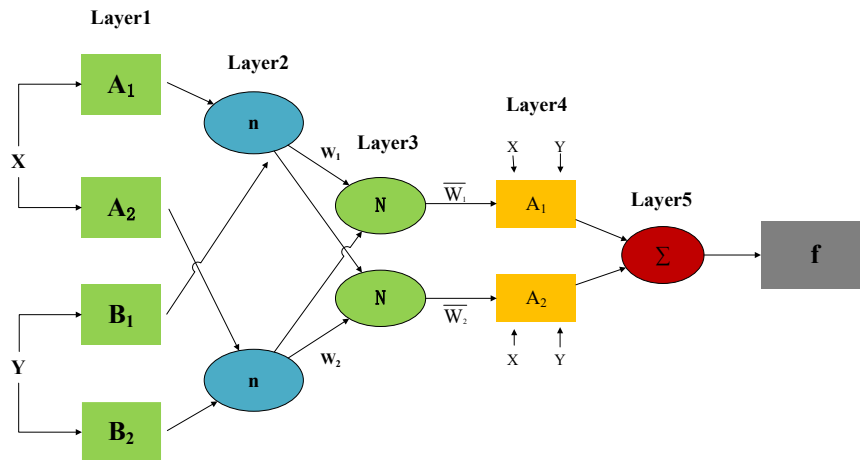 Layer1
Layer2
Layer3
Layer4
Layer5
X
Y
A₁
A₂
B₁
B₂
n
n
W₁
W₂
N
N
W̅₁
W̅₂
X Y
A₁
A₂
X Y
Σ
f